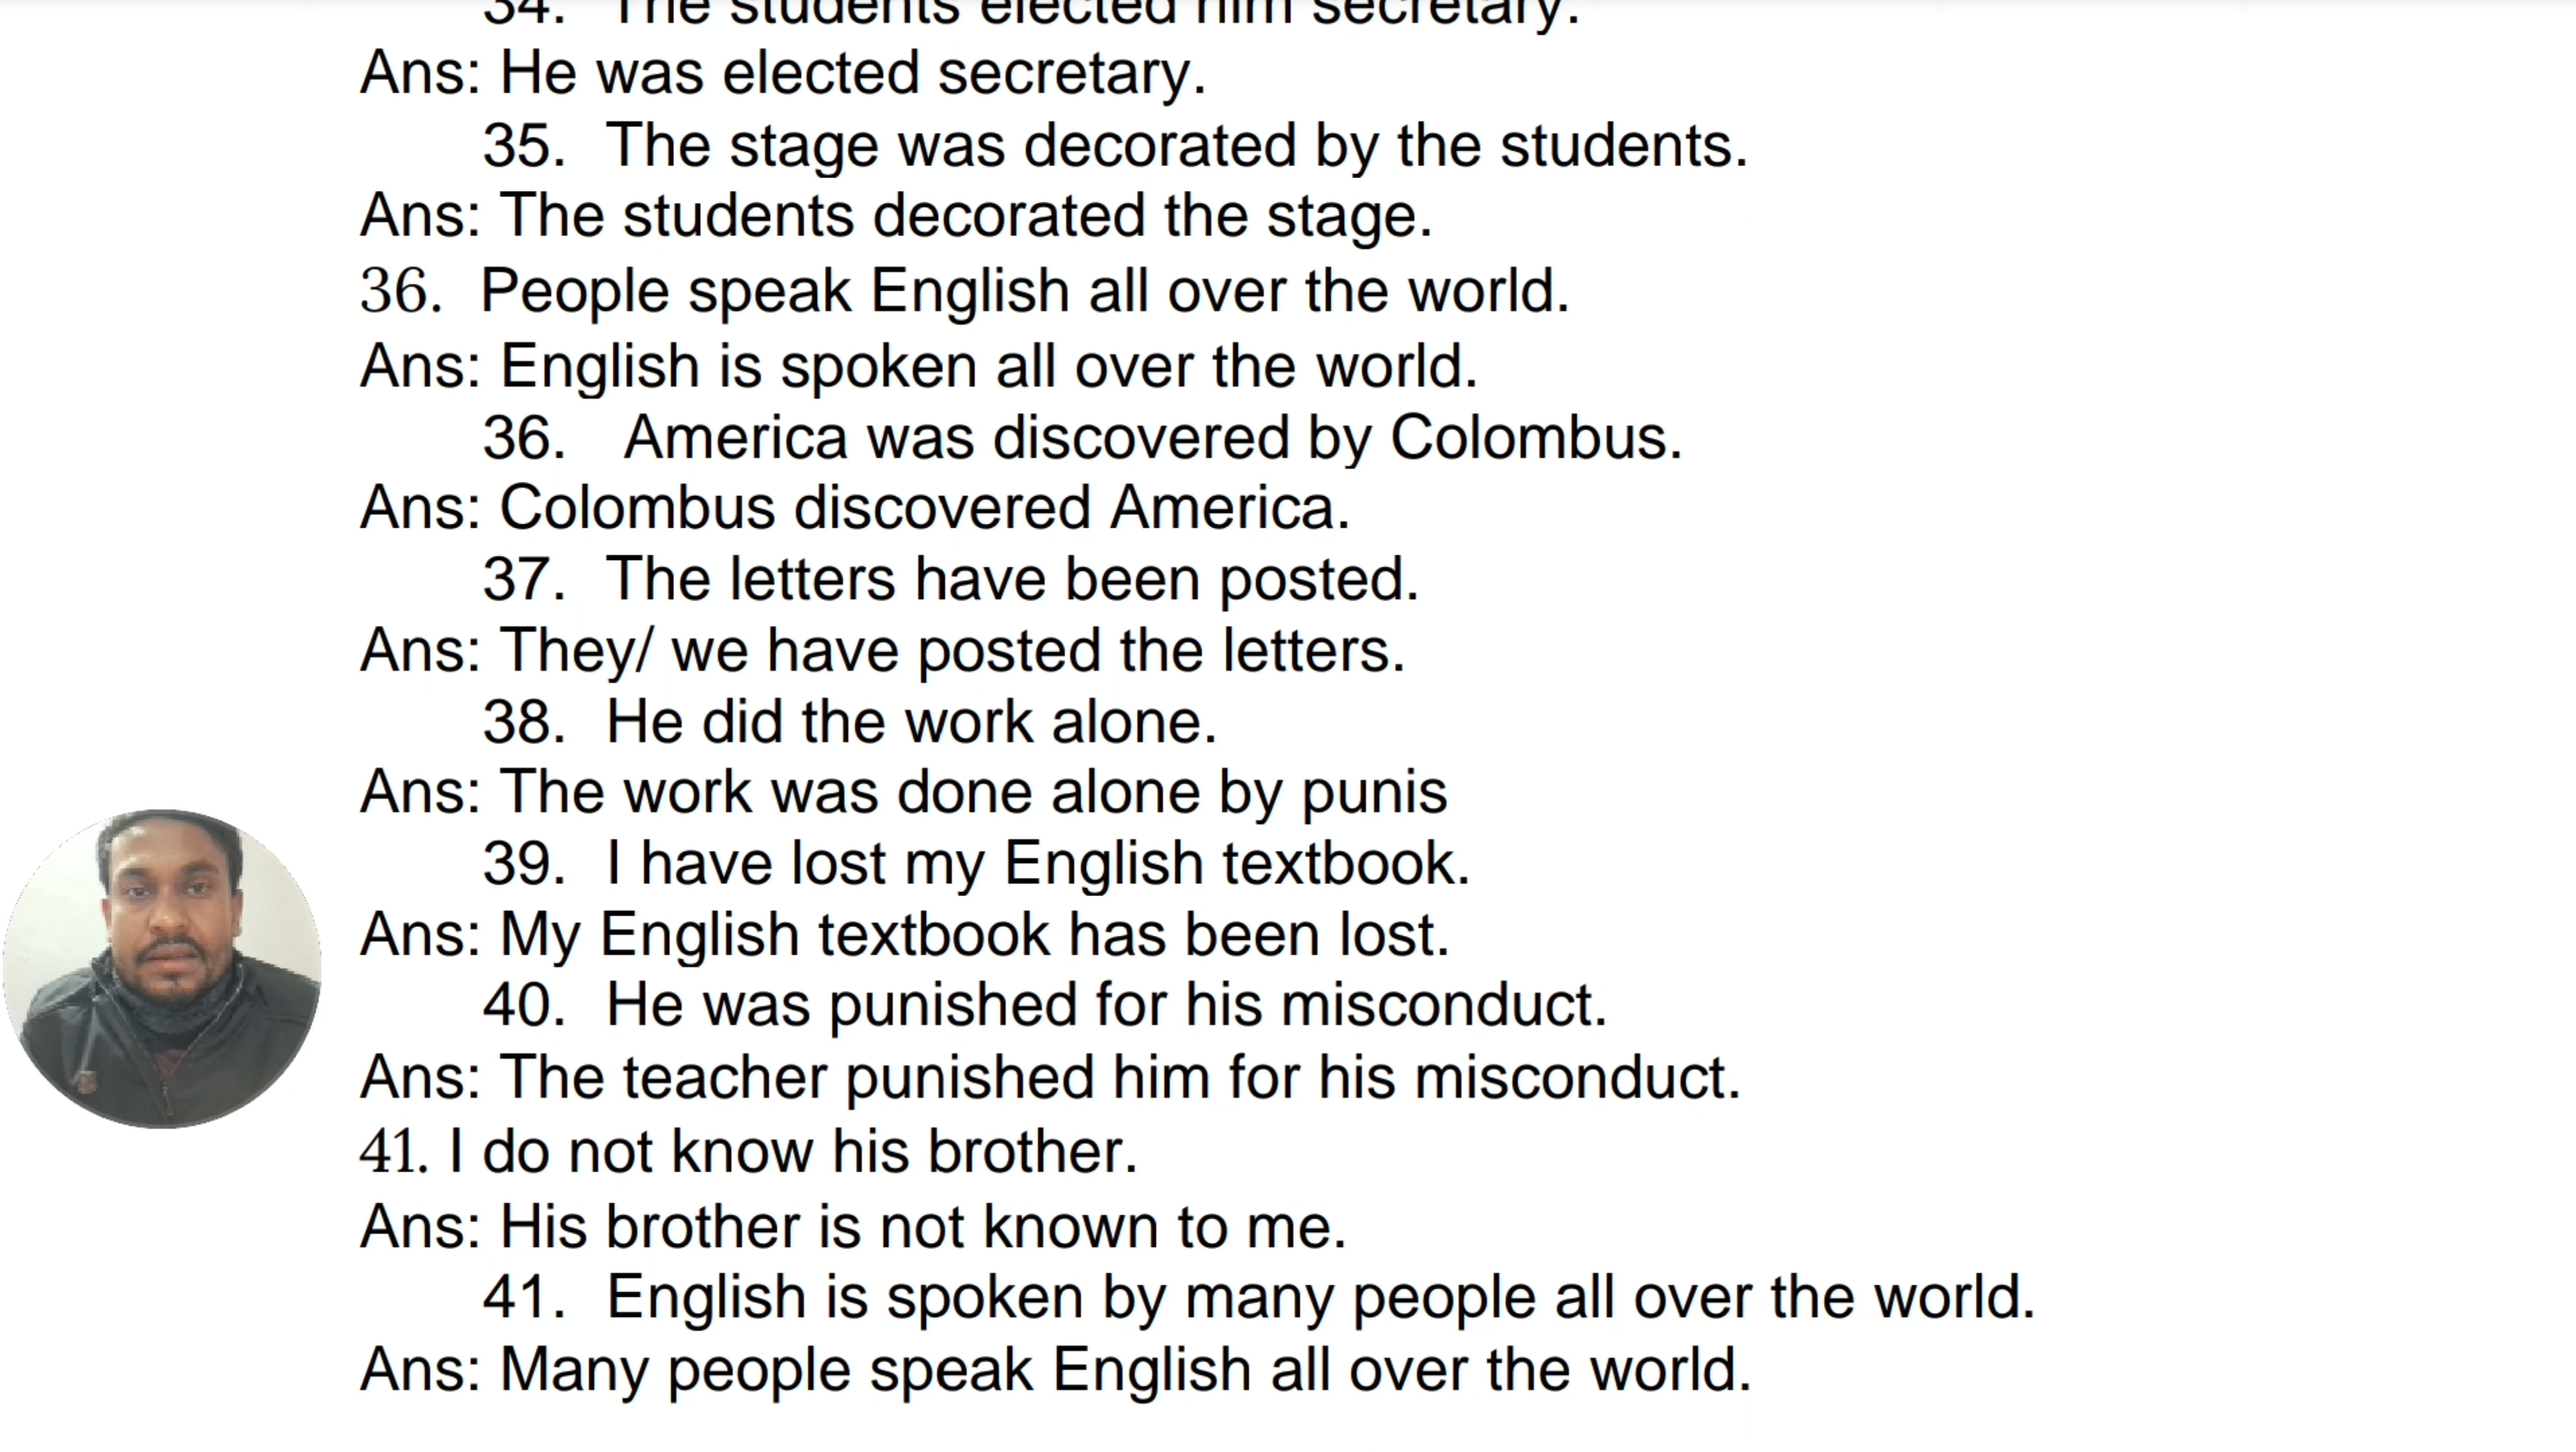 34. The students elected him secretary.
Ans: He was elected secretary.
35. The stage was decorated by the students.
Ans: The students decorated the stage.
36. People speak English all over the world.
Ans: English is spoken all over the world.
36. America was discovered by Colombus.
Ans: Colombus discovered America.
37. The letters have been posted.
Ans: They/ we have posted the letters.
38. He did the work alone.
Ans: The work was done alone by punis
39. I have lost my English textbook.
Ans: My English textbook has been lost.
40. He was punished for his misconduct.
Ans: The teacher punished him for his misconduct.
41. I do not know his brother.
Ans: His brother is not known to me.
41. English is spoken by many people all over the world.
Ans: Many people speak English all over the world.